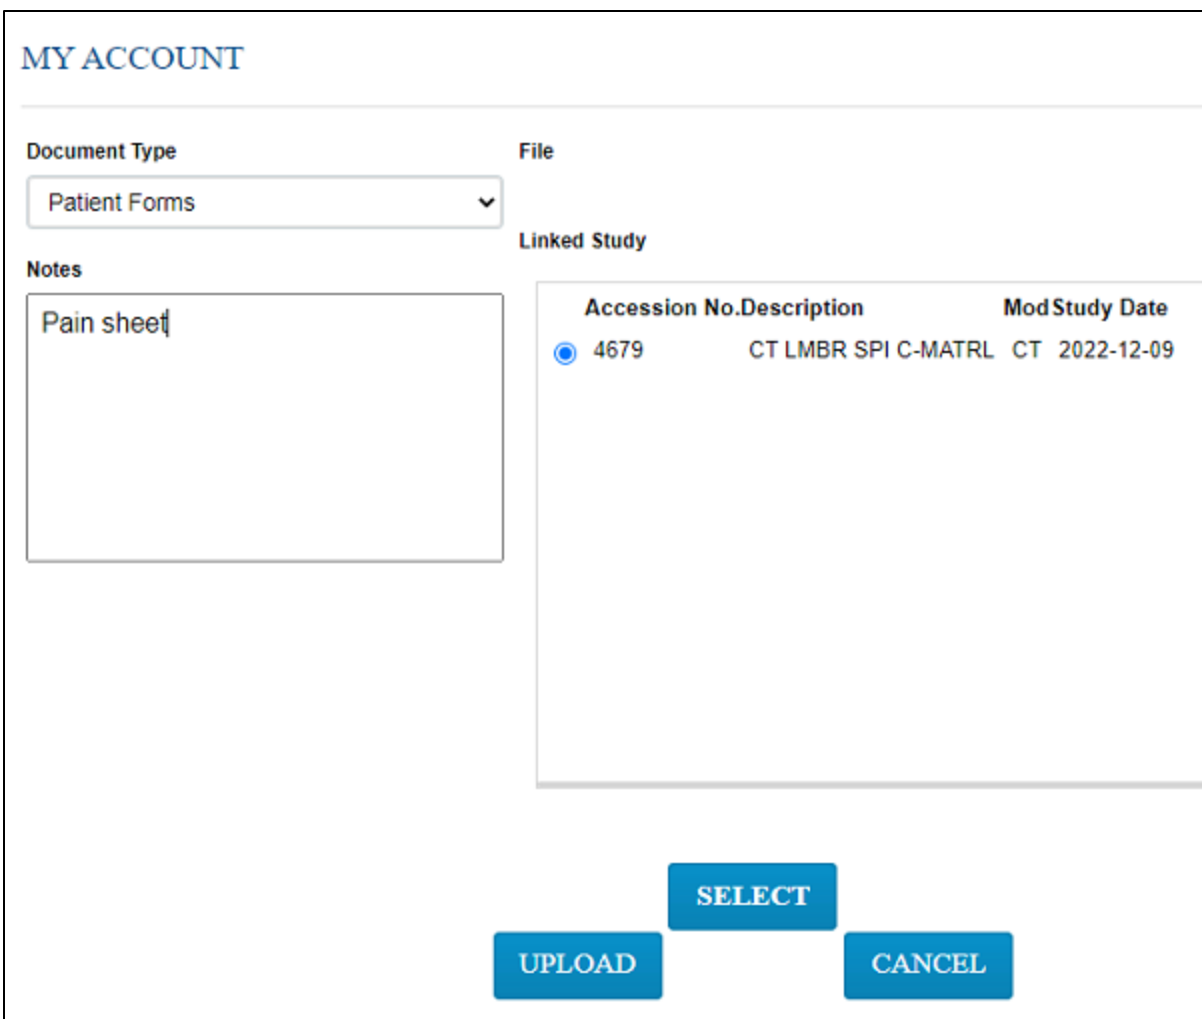 MY ACCOUNT
Document Type
Patient Forms
Notes
Pain sheet
File
Linked Study
Accession No.Description Mod Study Date
4679 CT LMBR SPI C-MATRL CT 2022-12-09
SELECT
UPLOAD CANCEL